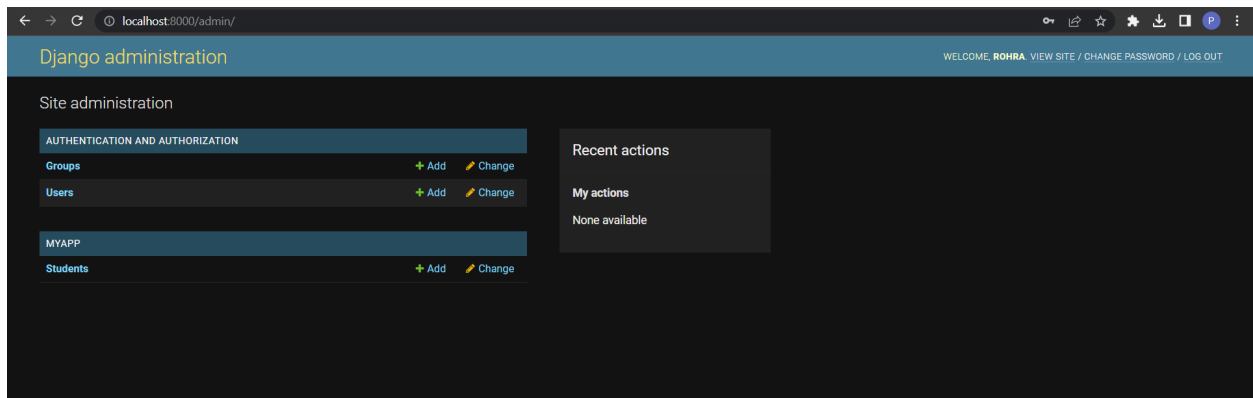 localhost:8000/admin/
P
Django administration
WELCOME, ROHRA. VIEW SITE / CHANGE PASSWORD / LOG OUT
Site administration
AUTHENTICATION AND AUTHORIZATION
Groups Add Change
Users Add Change
MYAPP
Students Add Change
Recent actions
My actions
None available